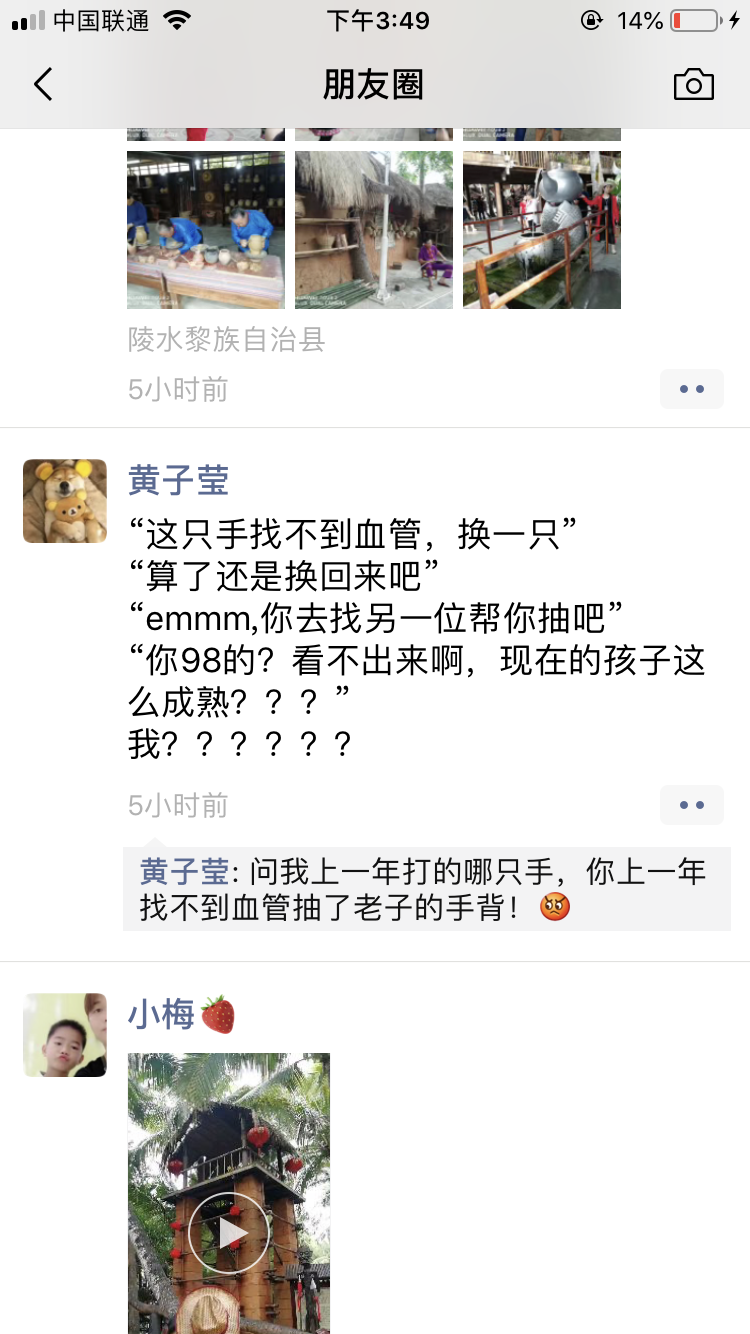 中国联通 下午3:49 14%
朋友圈
陵水黎族自治县
5小时前
黄子莹
“这只手找不到血管，换一只”
“算了还是换回来吧”
“emmm,你去找另一位帮你抽吧”
“你98的？看不出来啊，现在的孩子这
么成熟？？？”
我？？？？？？
5小时前
黄子莹: 问我上一年打的哪只手，你上一年
找不到血管抽了老子的手背！😡
小梅🍓